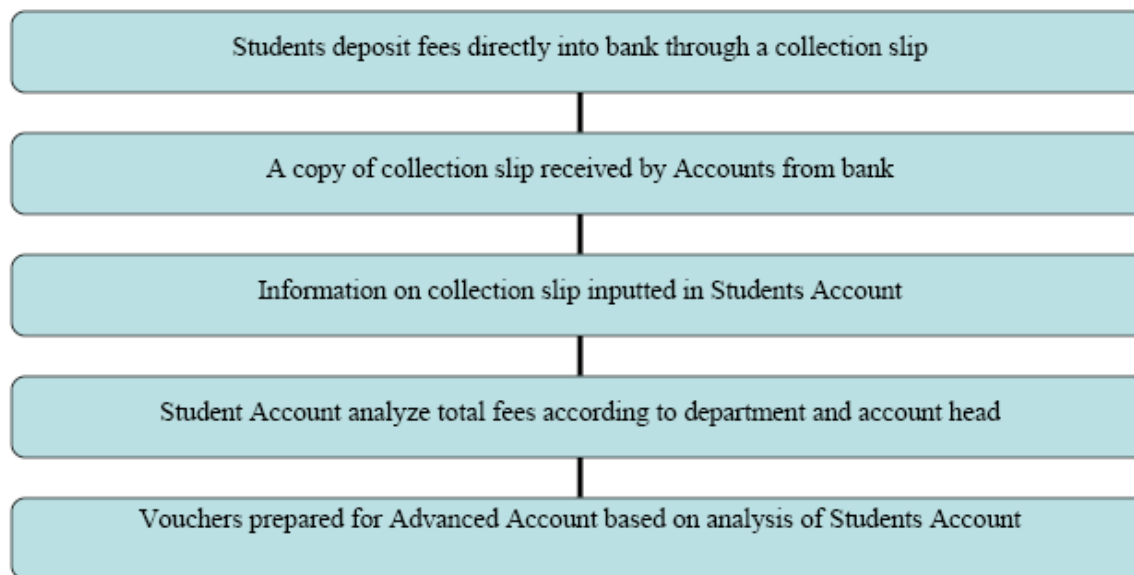 Students deposit fees directly into bank through a collection slip
A copy of collection slip received by Accounts from bank
Information on collection slip inputted in Students Account
Student Account analyze total fees according to department and account head
Vouchers prepared for Advanced Account based on analysis of Students Account